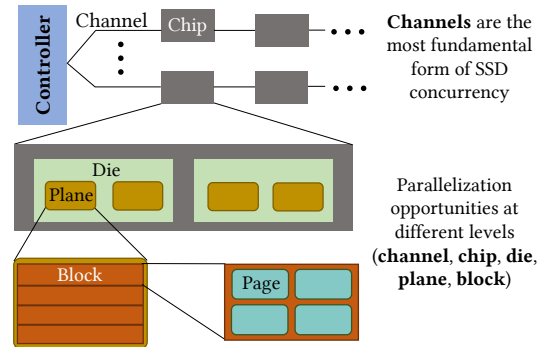 Controller
Channel
Chip
Channels are the
most fundamental
form of SSD
concurrency
Die
Plane
Parallelization
opportunities at
different levels
(channel, chip, die,
plane, block)
Block
Page